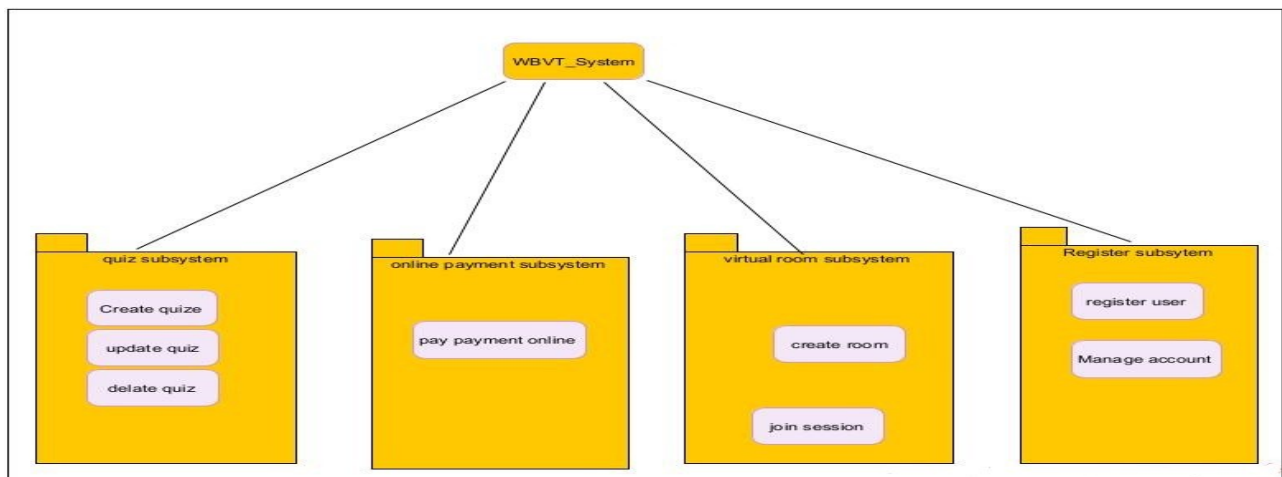 WBVT_System
quiz subsystem
Create quize
update quiz
delate quiz
online payment subsystem
pay payment online
virtual room subsystem
create room
join session
Register subsytem
register user
Manage account